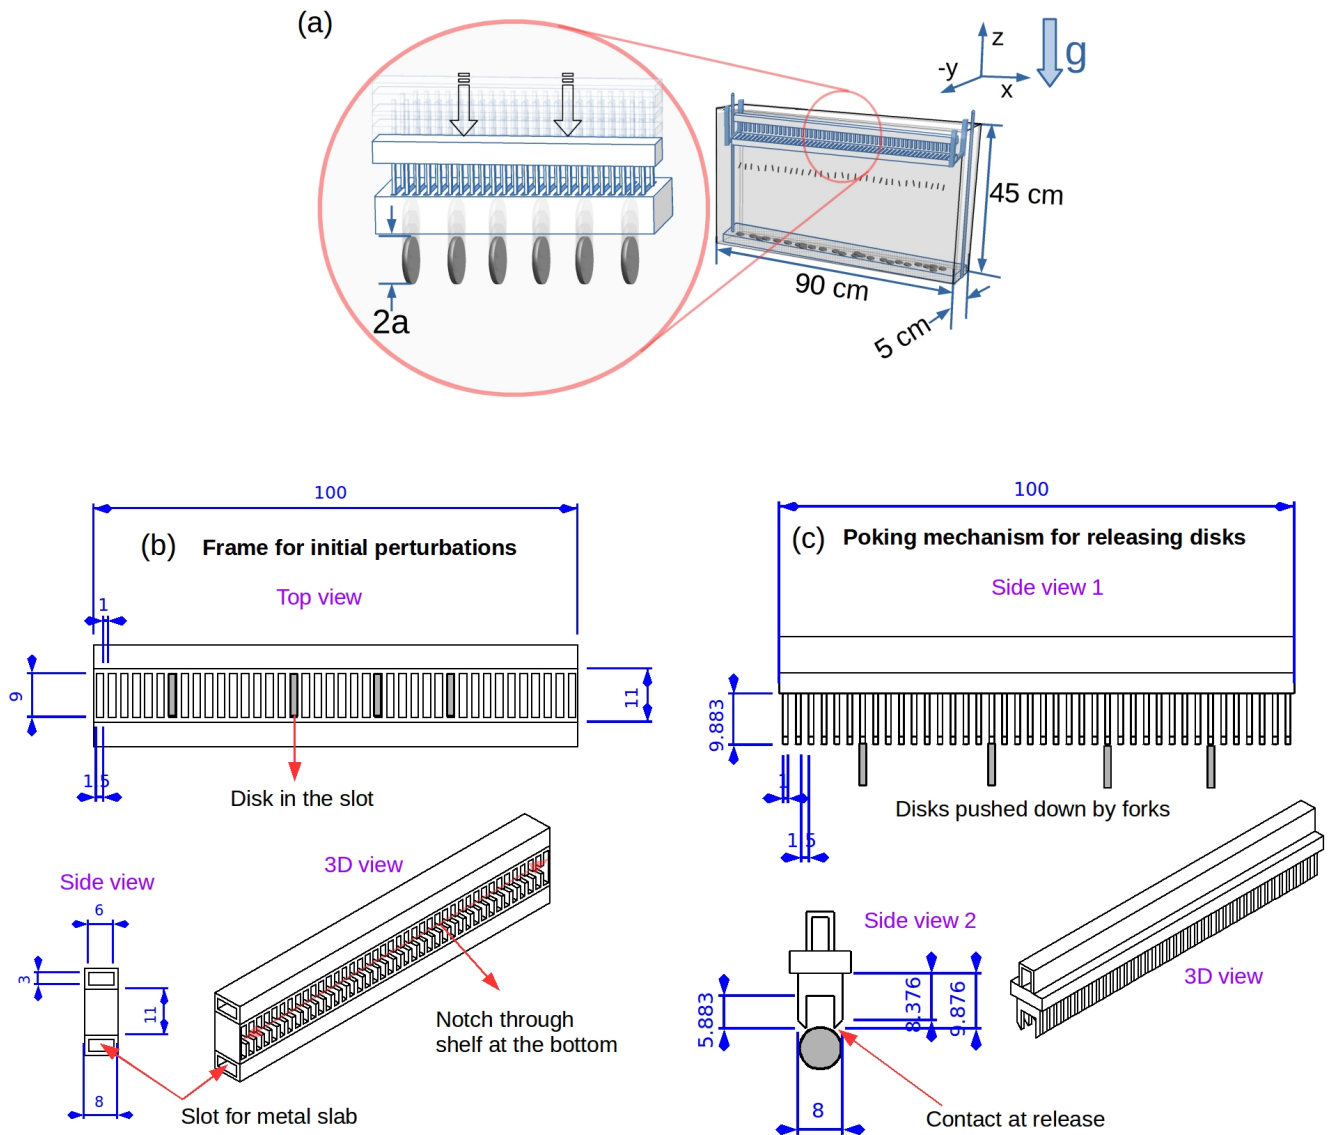 (a)
z
-y
x
g
45 cm
90 cm
5 cm
2a
100
(b) Frame for initial perturbations
Top view
1
9
11
1.5
Disk in the slot
3D view
Side view
6
3
11
8
Notch through
shelf at the bottom
Slot for metal slab
100
(c) Poking mechanism for releasing disks
Side view 1
9.883
1
1.5
Disks pushed down by forks
Side view 2
5.883
8.376
9.876
8
3D view
Contact at release